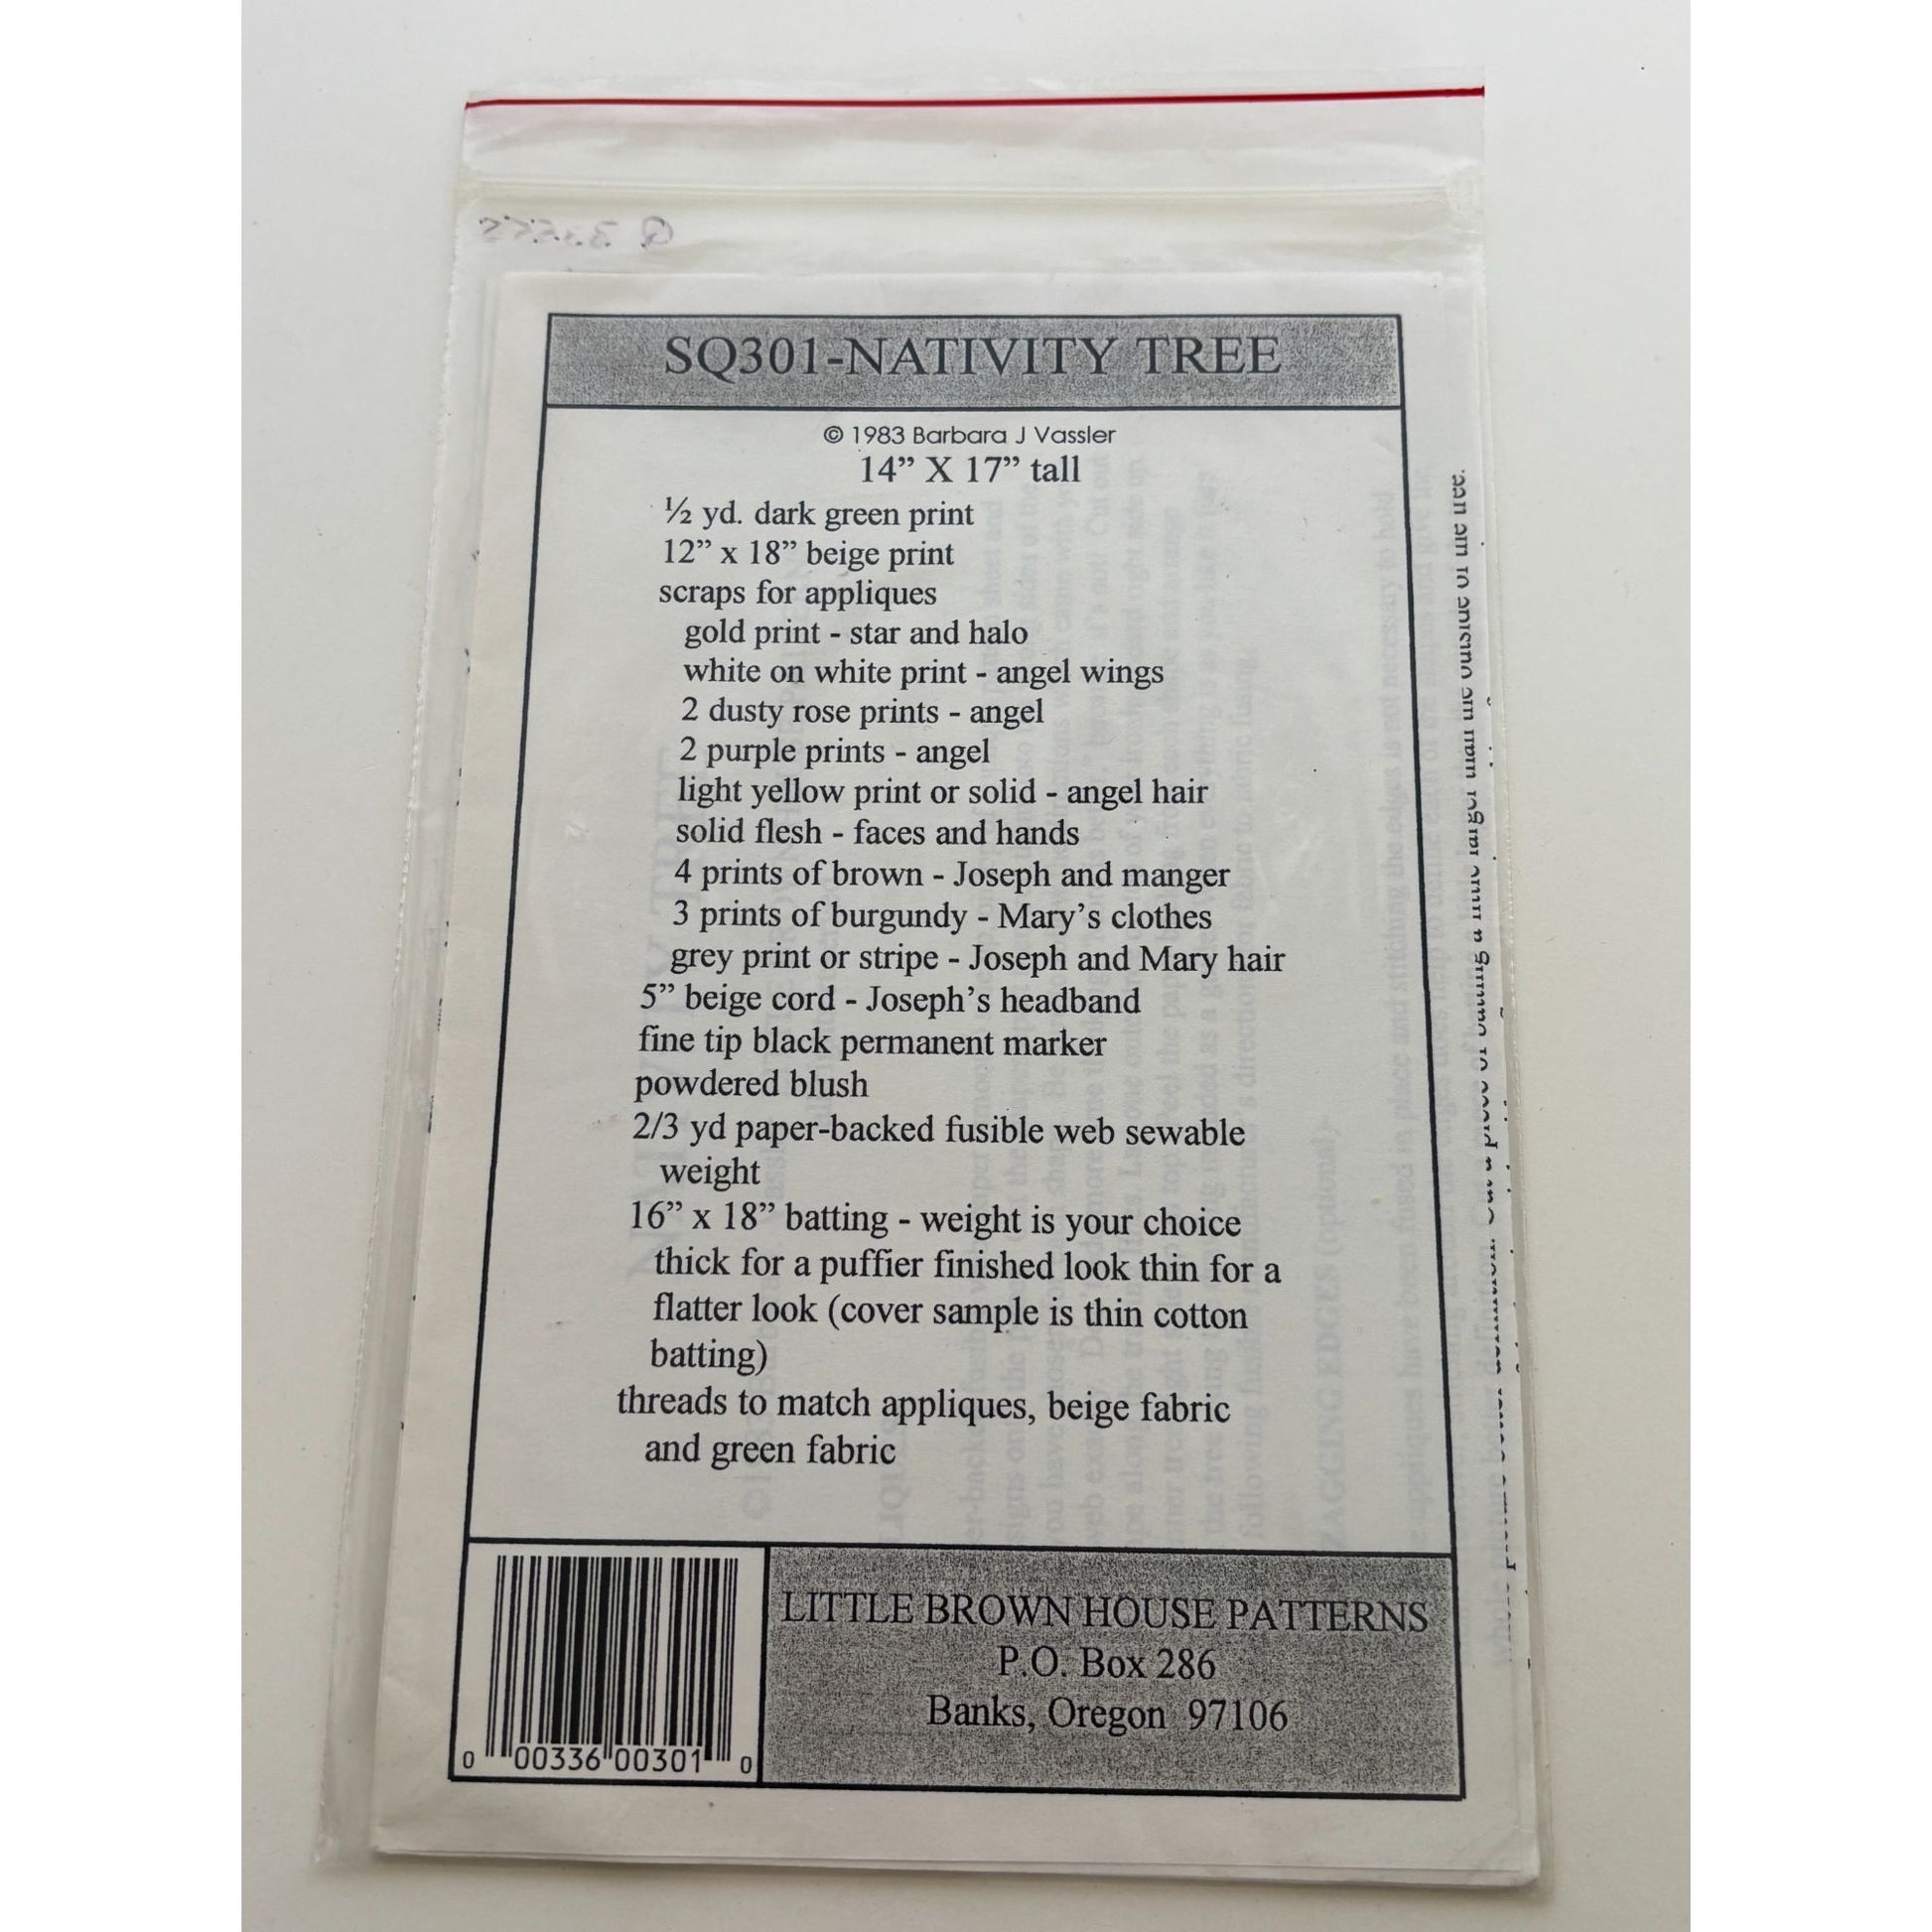 SQ301-NATIVITY TREE
© 1983 Barbara J Vassler
14” X 17” tall
½ yd. dark green print
12” x 18” beige print
scraps for appliques
gold print - star and halo
white on white print - angel wings
2 dusty rose prints - angel
2 purple prints - angel
light yellow print or solid - angel hair
solid flesh - faces and hands
4 prints of brown - Joseph and manger
3 prints of burgundy - Mary’s clothes
grey print or stripe - Joseph and Mary hair
5” beige cord - Joseph’s headband
fine tip black permanent marker
powdered blush
2/3 yd paper-backed fusible web sewable
weight
16” x 18” batting - weight is your choice
thick for a puffier finished look thin for a
flatter look (cover sample is thin cotton
batting)
threads to match appliques, beige fabric
and green fabric
0 00336 00301 0
LITTLE BROWN HOUSE PATTERNS
P.O. Box 286
Banks, Oregon 97106